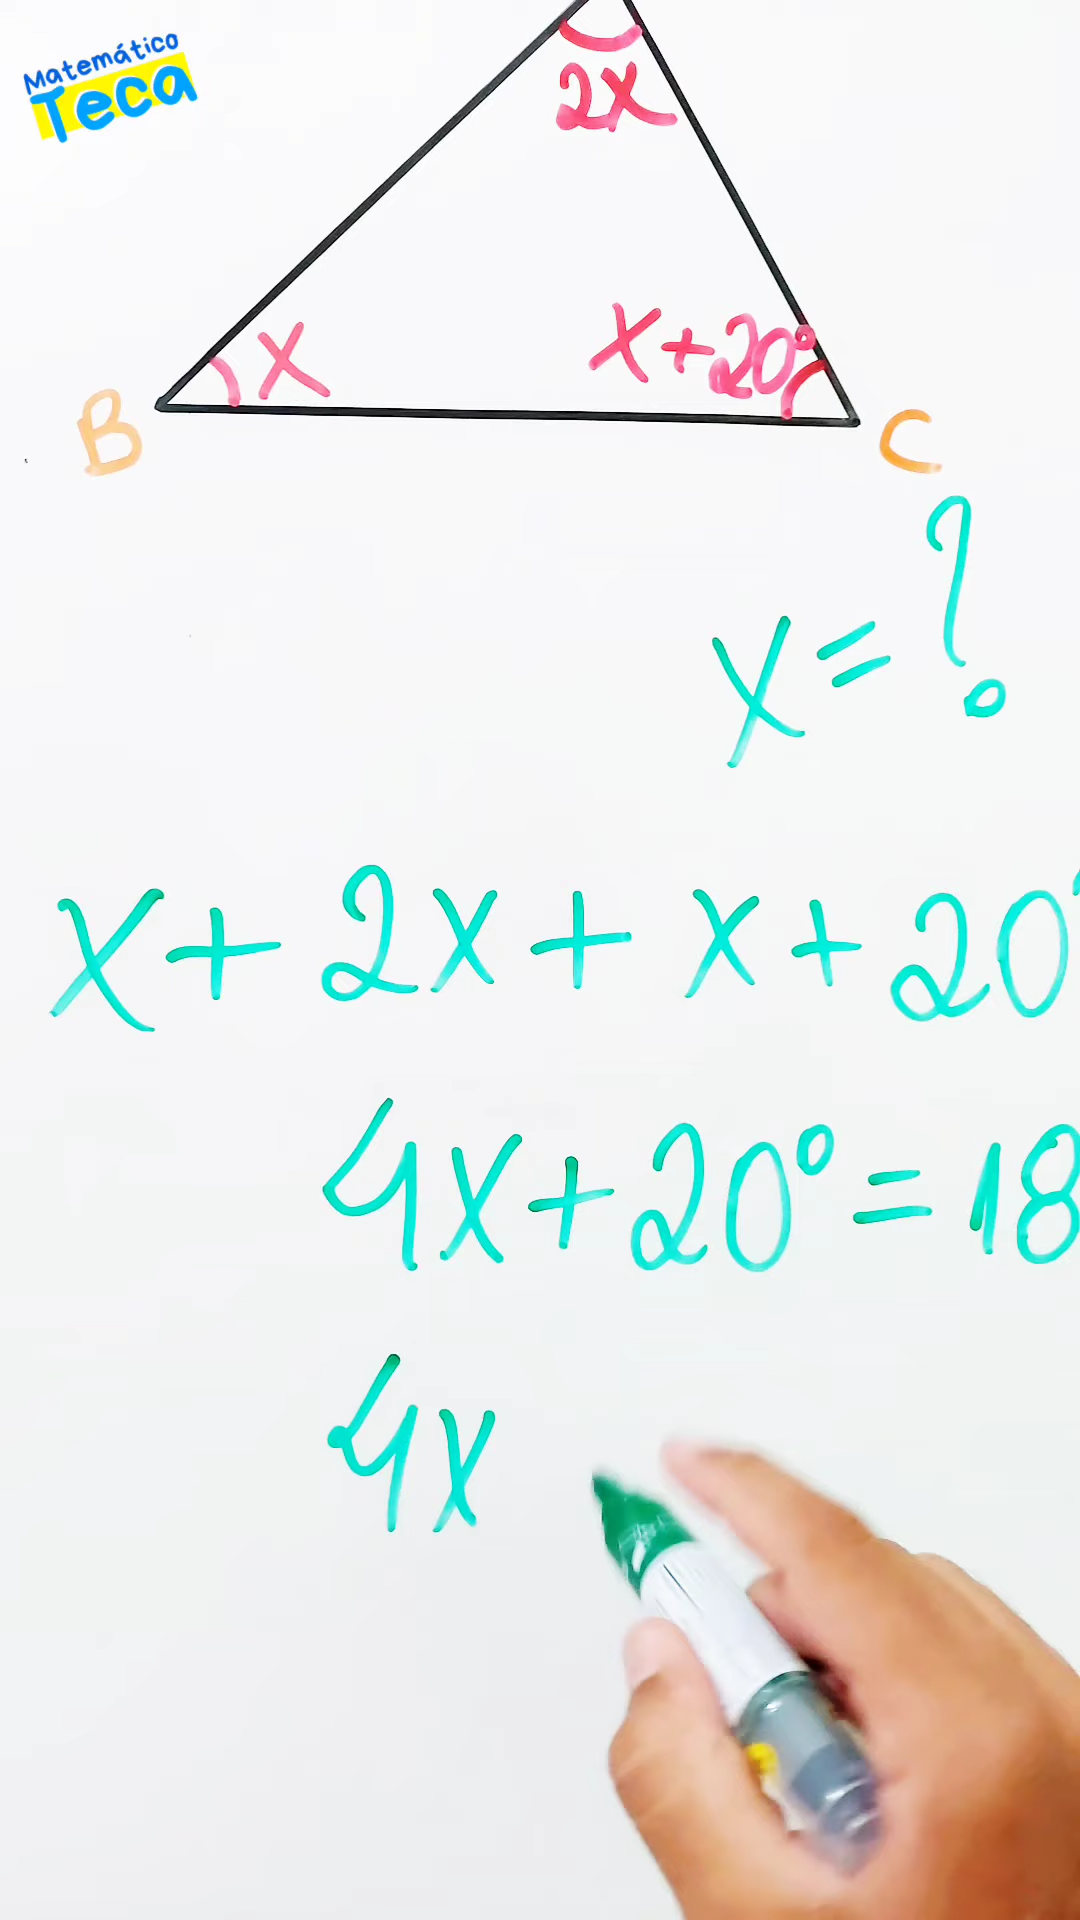 Matemático
Teca
2x
x
x+20°
B
C
x=?
x+2x+x+20°
4x+20°=18
4x